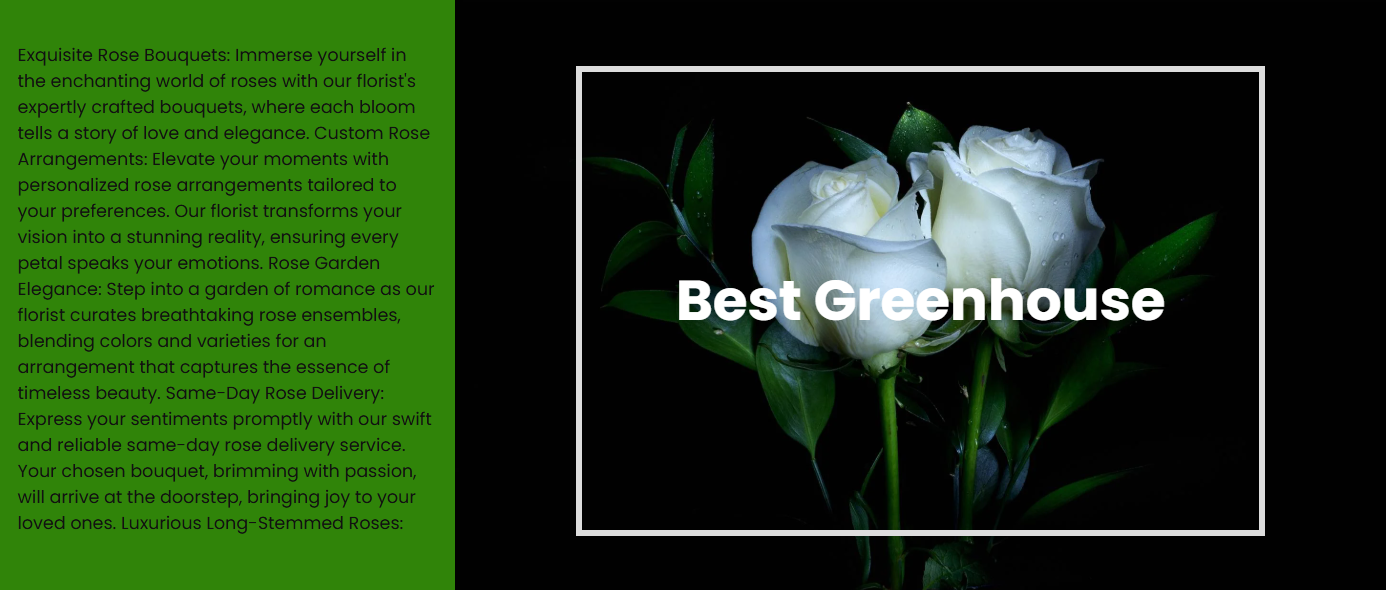 Exquisite Rose Bouquets: Immerse yourself in
the enchanting world of roses with our florist's
expertly crafted bouquets, where each bloom
tells a story of love and elegance. Custom Rose
Arrangements: Elevate your moments with
personalized rose arrangements tailored to
your preferences. Our florist transforms your
vision into a stunning reality, ensuring every
petal speaks your emotions. Rose Garden
Elegance: Step into a garden of romance as our
florist curates breathtaking rose ensembles,
blending colors and varieties for an
arrangement that captures the essence of
timeless beauty. Same-Day Rose Delivery:
Express your sentiments promptly with our swift
and reliable same-day rose delivery service.
Your chosen bouquet, brimming with passion,
will arrive at the doorstep, bringing joy to your
loved ones. Luxurious Long-Stemmed Roses:
Best Greenhouse